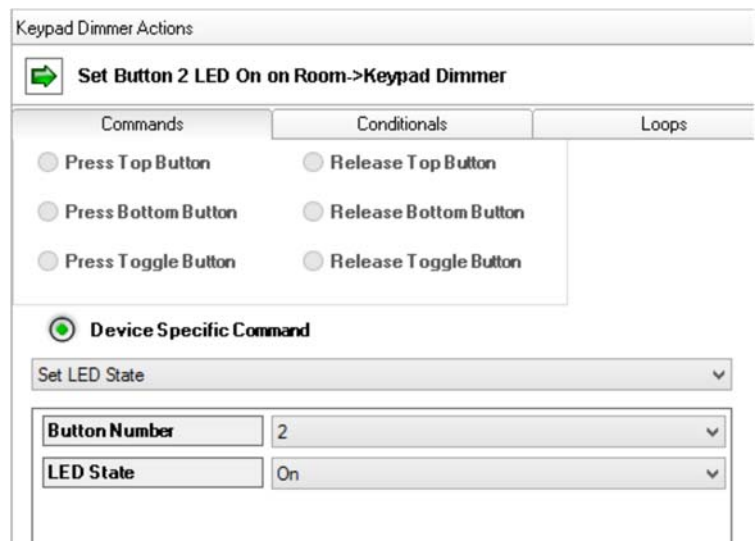 Keypad Dimmer Actions
Set Button 2 LED On on Room->Keypad Dimmer
Commands Conditionals Loops
Press Top Button Release Top Button
Press Bottom Button Release Bottom Button
Press Toggle Button Release Toggle Button
Device Specific Command
Set LED State
Button Number 2
LED State On